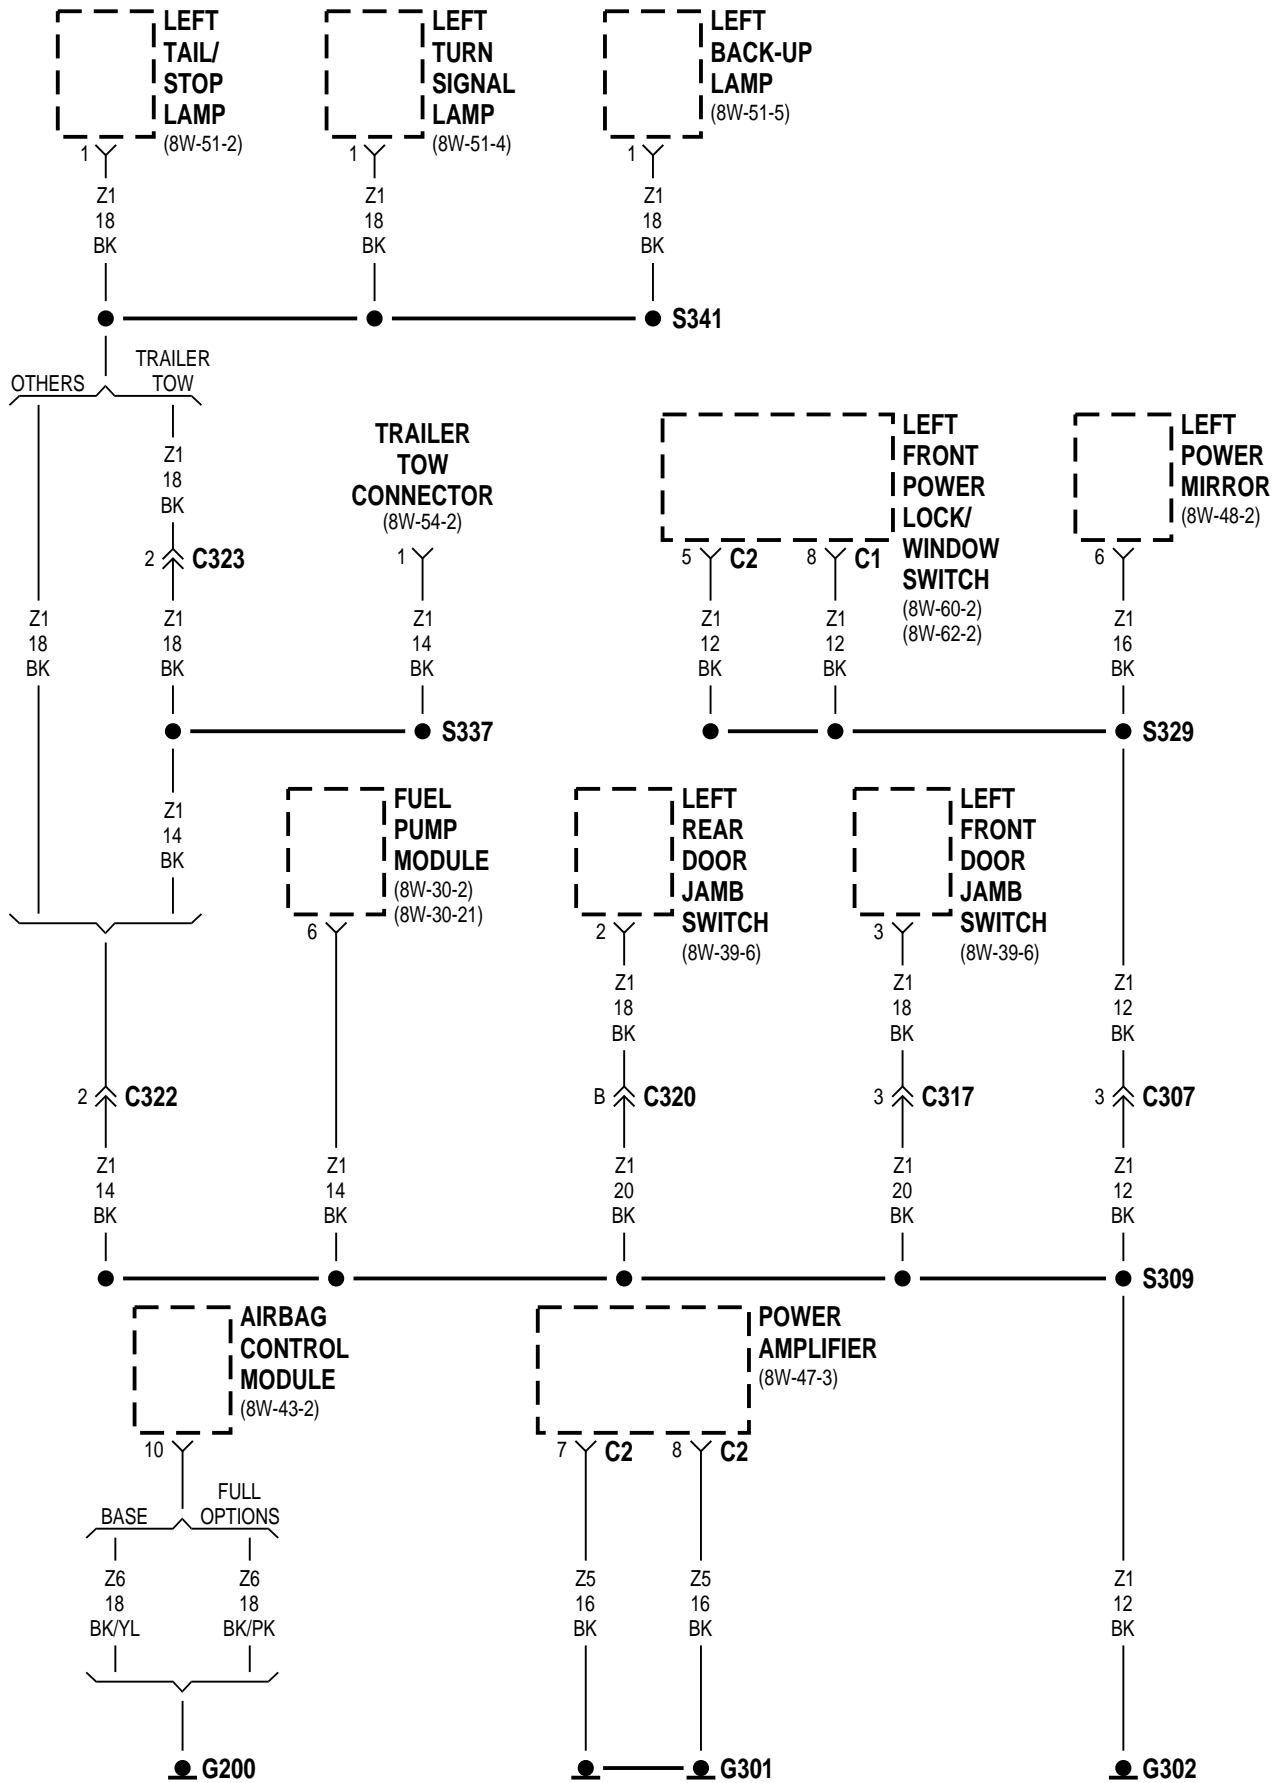 LEFT
TAIL/
STOP
LAMP
(8W-51-2)
LEFT
TURN
SIGNAL
LAMP
(8W-51-4)
LEFT
BACK-UP
LAMP
(8W-51-5)
1
1
1
Z1
18
BK
Z1
18
BK
Z1
18
BK
S341
OTHERS
TRAILER
TOW
Z1
18
BK
2
C323
Z1
18
BK
Z1
18
BK
TRAILER
TOW
CONNECTOR
(8W-54-2)
1
Z1
14
BK
S337
LEFT
FRONT
POWER
LOCK/
WINDOW
SWITCH
(8W-60-2)
(8W-62-2)
5
C2
8
C1
Z1
12
BK
Z1
12
BK
LEFT
POWER
MIRROR
(8W-48-2)
6
Z1
16
BK
S329
Z1
14
BK
FUEL
PUMP
MODULE
(8W-30-2)
(8W-30-21)
6
LEFT
REAR
DOOR
JAMB
SWITCH
(8W-39-6)
2
LEFT
FRONT
DOOR
JAMB
SWITCH
(8W-39-6)
3
Z1
18
BK
Z1
18
BK
Z1
12
BK
2
C322
B
C320
3
C317
3
C307
Z1
14
BK
Z1
14
BK
Z1
20
BK
Z1
20
BK
Z1
12
BK
S309
AIRBAG
CONTROL
MODULE
(8W-43-2)
10
POWER
AMPLIFIER
(8W-47-3)
7
C2
8
C2
BASE
FULL
OPTIONS
Z6
18
BK/YL
Z6
18
BK/PK
Z5
16
BK
Z5
16
BK
Z1
12
BK
G200
G301
G302